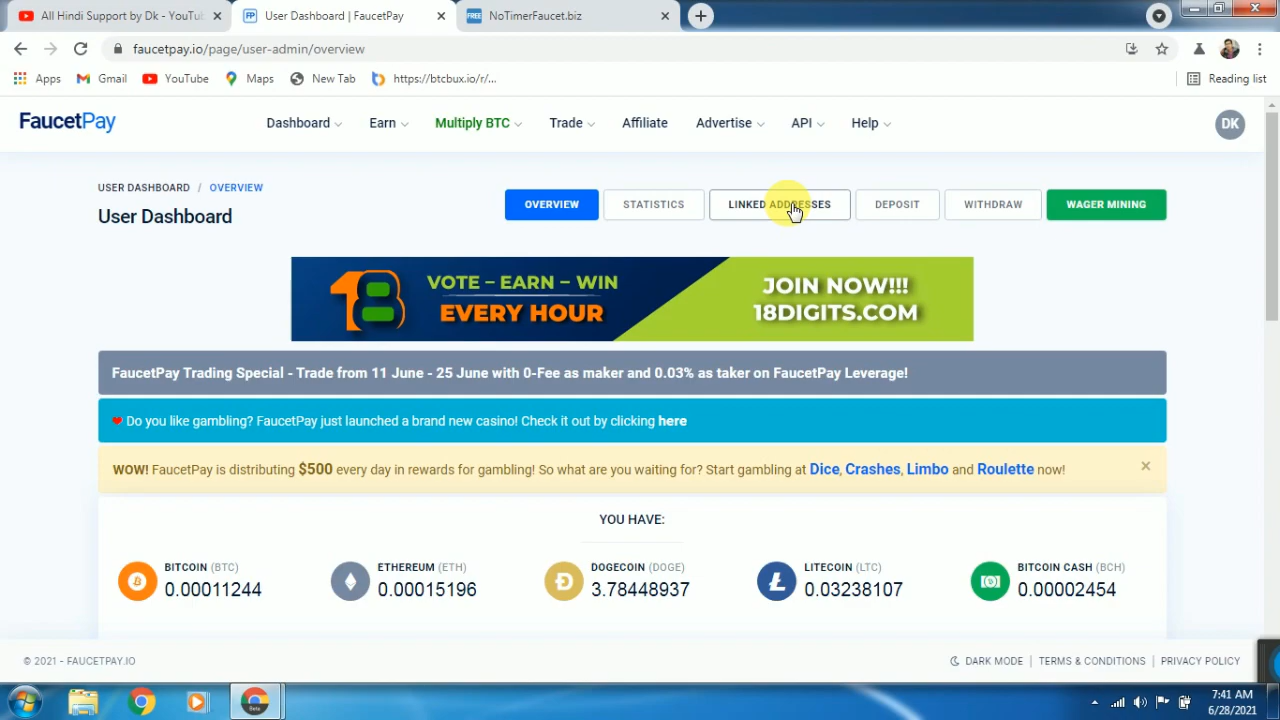 All Hindi Support by Dk - YouTu
User Dashboard | FaucetPay
FREE
NoTimerFaucet.biz
faucetpay.io/page/user-admin/overview
Apps
Gmail
YouTube
Maps
New Tab
https://btcbux.io/r/...
Reading list
FaucetPay
Dashboard
Earn
Multiply BTC
Trade
Affiliate
Advertise
API
Help
DK
USER DASHBOARD / OVERVIEW
User Dashboard
OVERVIEW
STATISTICS
LINKED ADDRESSES
DEPOSIT
WITHDRAW
WAGER MINING
18
VOTE – EARN – WIN
EVERY HOUR
JOIN NOW!!!
18DIGITS.COM
FaucetPay Trading Special - Trade from 11 June - 25 June with 0-Fee as maker and 0.03% as taker on FaucetPay Leverage!
Do you like gambling? FaucetPay just launched a brand new casino! Check it out by clicking here
WOW! FaucetPay is distributing $500 every day in rewards for gambling! So what are you waiting for? Start gambling at Dice, Crashes, Limbo and Roulette now!
YOU HAVE:
BITCOIN (BTC)
0.00011244
ETHEREUM (ETH)
0.00015196
DOGECOIN (DOGE)
3.78448937
LITECOIN (LTC)
0.03238107
BITCOIN CASH (BCH)
0.00002454
© 2021 - FAUCETPAY.IO
DARK MODE | TERMS & CONDITIONS | PRIVACY POLICY
Beta
7:41 AM
6/28/2021